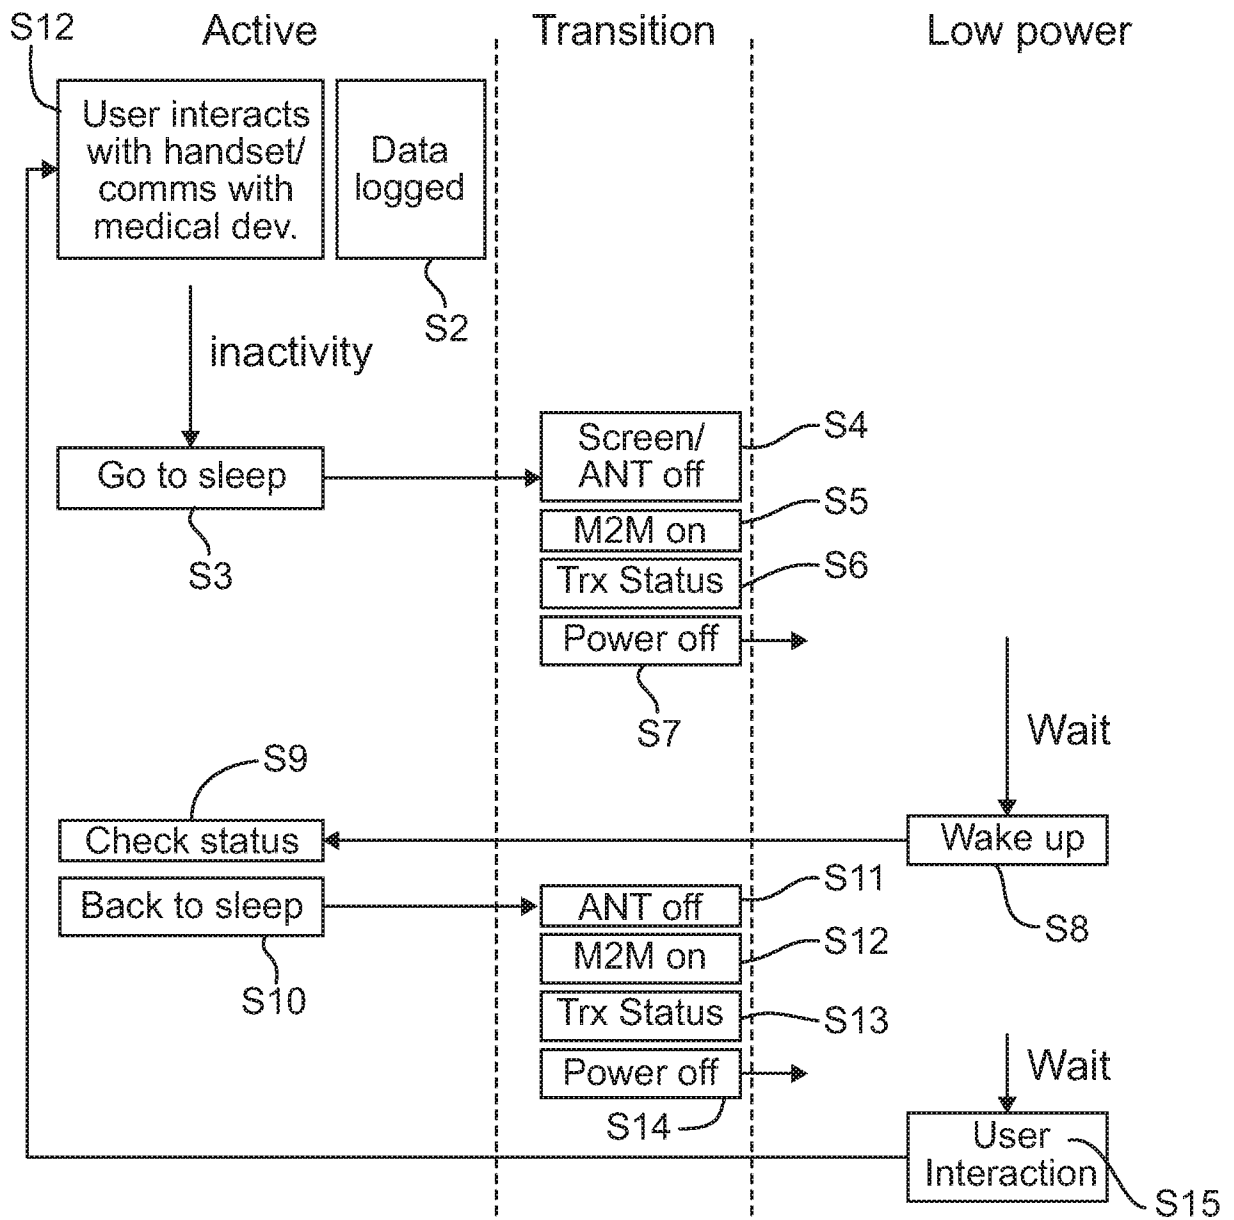 S12
Active
Transition
Low power
User interacts
with handset/
comms with
medical dev.
Data
logged
S2
inactivity
Go to sleep
S3
Screen/
ANT off
S4
M2M on
S5
Trx Status
S6
Power off
S7
Wait
S9
Check status
Wake up
S8
Back to sleep
S10
ANT off
S11
M2M on
S12
Trx Status
S13
Power off
S14
Wait
User
Interaction
S15